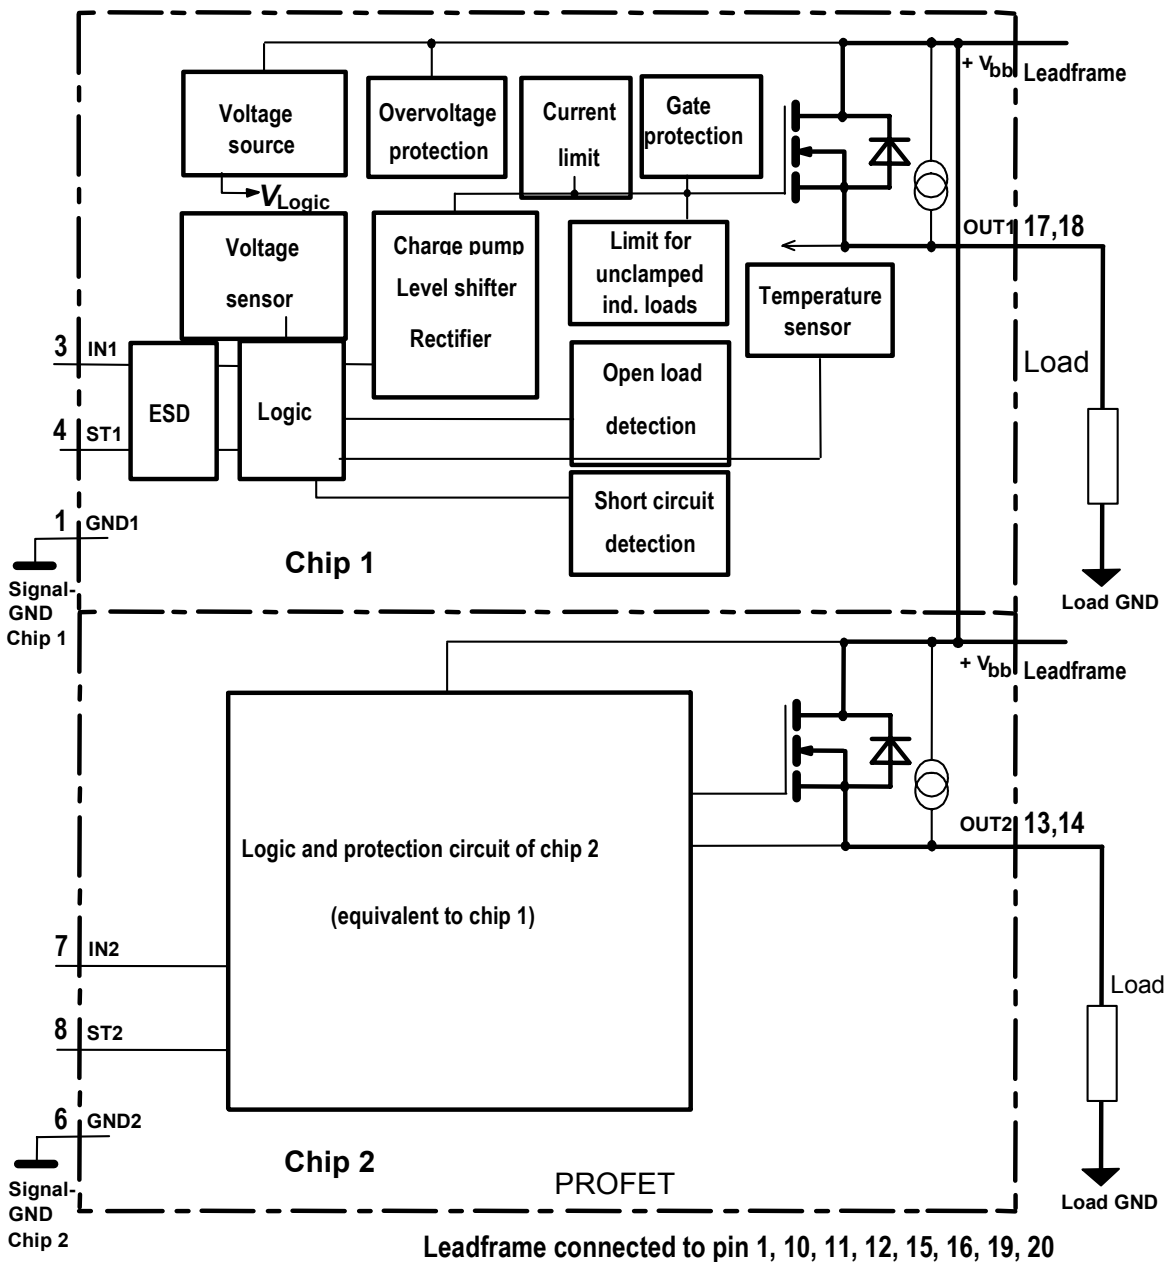 + Vbb Leadframe
Voltage
source
Overvoltage
protection
Current
limit
Gate
protection
VLogic
OUT1 17,18
Voltage
sensor
Charge pump
Level shifter
Rectifier
Limit for
unclamped
ind. loads
Temperature
sensor
3 IN1
Load
ESD
Logic
Open load
detection
4 ST1
Short circuit
detection
1 GND1
Chip 1
Signal-
GND
Chip 1
Load GND
+ Vbb Leadframe
OUT2 13,14
Logic and protection circuit of chip 2
(equivalent to chip 1)
7 IN2
Load
8 ST2
6 GND2
Chip 2
PROFET
Signal-
GND
Chip 2
Load GND
Leadframe connected to pin 1, 10, 11, 12, 15, 16, 19, 20